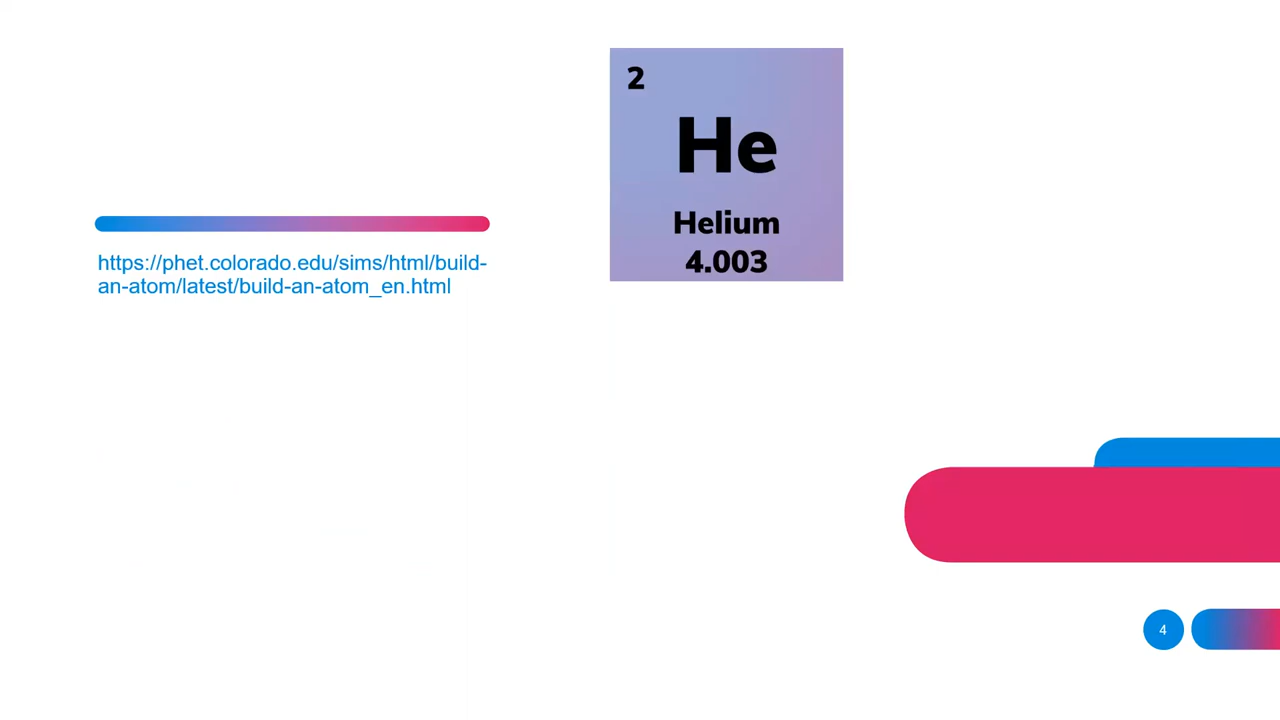 2
He
Helium
4.003
https://phet.colorado.edu/sims/html/build-
an-atom/latest/build-an-atom_en.html
4